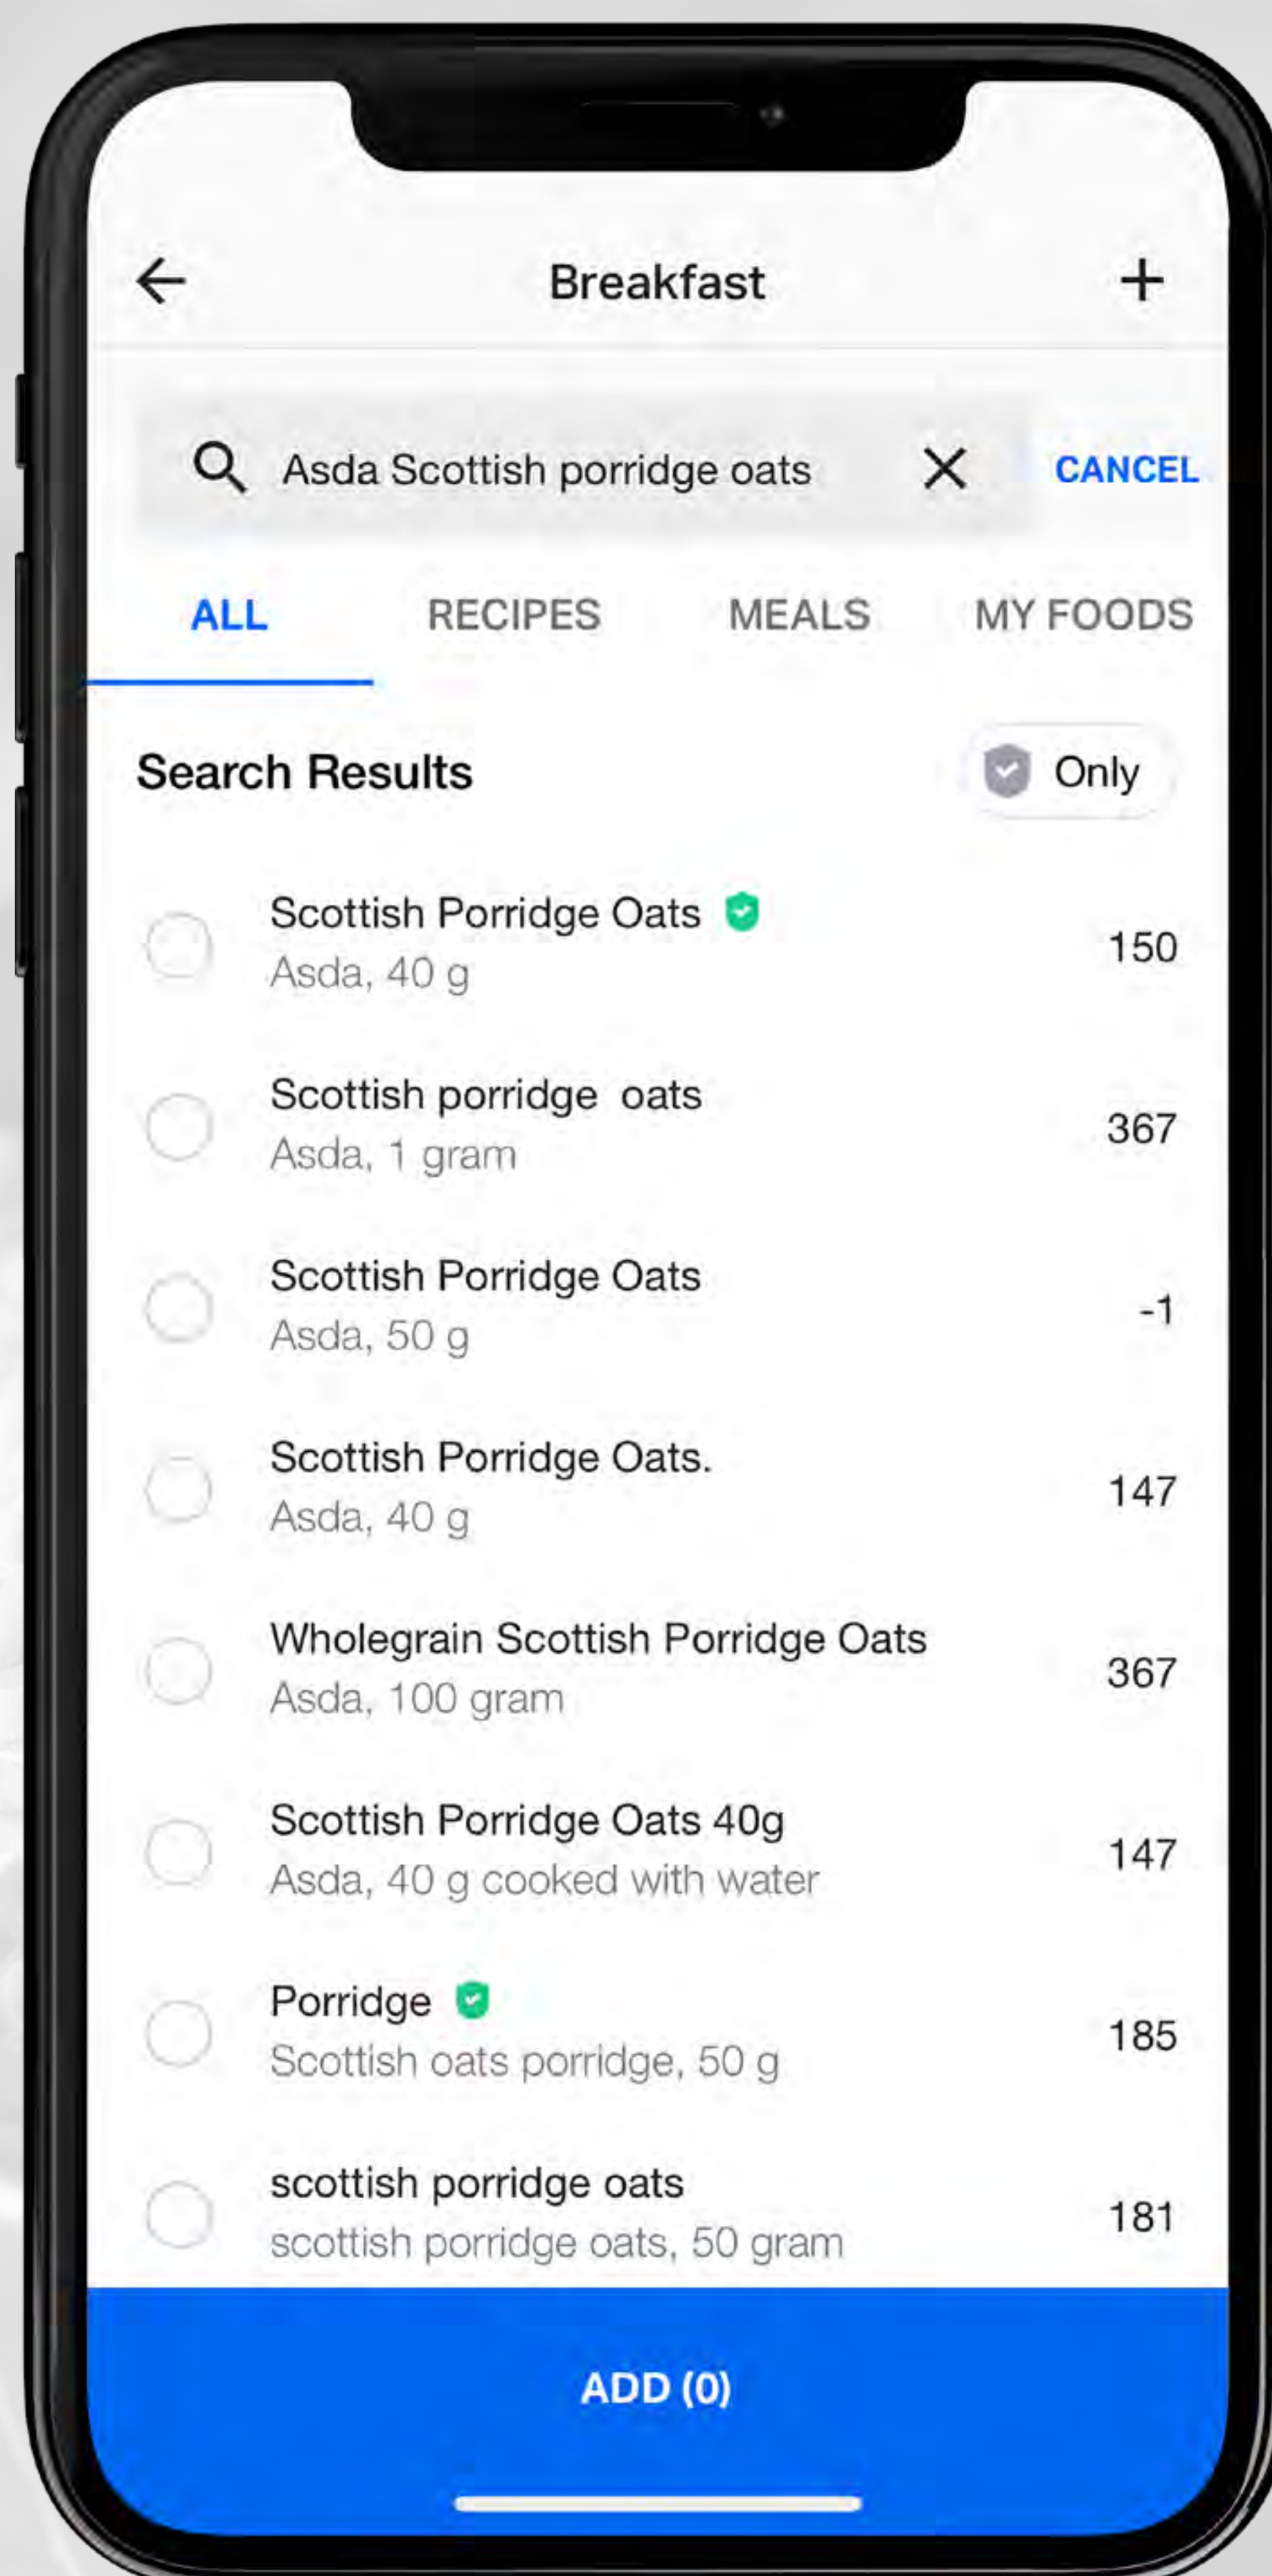 Breakfast
Asda Scottish porridge oats
CANCEL
ALL RECIPES MEALS MY FOODS
Search Results
Only
Scottish Porridge Oats
Asda, 40 g
150
Scottish porridge  oats
Asda, 1 gram
367
Scottish Porridge Oats
Asda, 50 g
-1
Scottish Porridge Oats.
Asda, 40 g
147
Wholegrain Scottish Porridge Oats
Asda, 100 gram
367
Scottish Porridge Oats 40g
Asda, 40 g cooked with water
147
Porridge
Scottish oats porridge, 50 g
185
scottish porridge oats
scottish porridge oats, 50 gram
181
ADD (0)